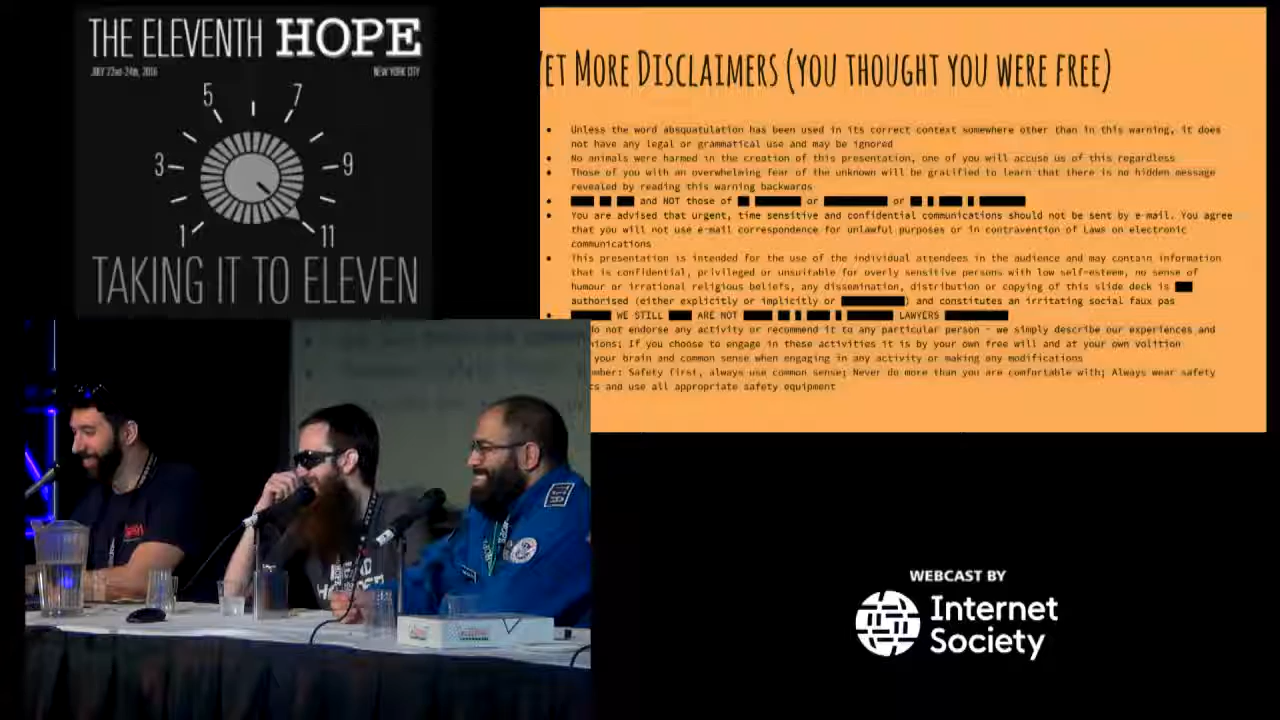 THE ELEVENTH HOPE
JULY 22nd-24th, 2016 NEW YORK CITY
5 7
3 9
1 11
TAKING IT TO ELEVEN
YET MORE DISCLAIMERS (YOU THOUGHT YOU WERE FREE)
Unless the word absquatulation has been used in its correct context somewhere other than in this warning, it does
not have any legal or grammatical use and may be ignored
No animals were harmed in the creation of this presentation, one of you will accuse us of this regardless
Those of you with an overwhelming fear of the unknown will be gratified to learn that there is no hidden message
revealed by reading this warning backwards
and NOT those of or or
You are advised that urgent, time sensitive and confidential communications should not be sent by e-mail. You agree
that you will not use e-mail correspondence for unlawful purposes or in contravention of Laws on electronic
communications
This presentation is intended for the use of the individual attendees in the audience and may contain information
that is confidential, privileged or unsuitable for overly sensitive persons with low self-esteem, no sense of
humour or irrational religious beliefs, any dissemination, distribution or copying of this slide deck is
authorised (either explicitly or implicitly or ) and constitutes an irritating social faux pas
WE STILL ARE NOT LAWYERS
do not endorse any activity or recommend it to any particular person - we simply describe our experiences and
nions; If you choose to engage in these activities it is by your own free will and at your own volition
your brain and common sense when engaging in any activity or making any modifications
mber: Safety first, always use common sense; Never do more than you are comfortable with; Always wear safety
cs and use all appropriate safety equipment
WEBCAST BY
Internet
Society